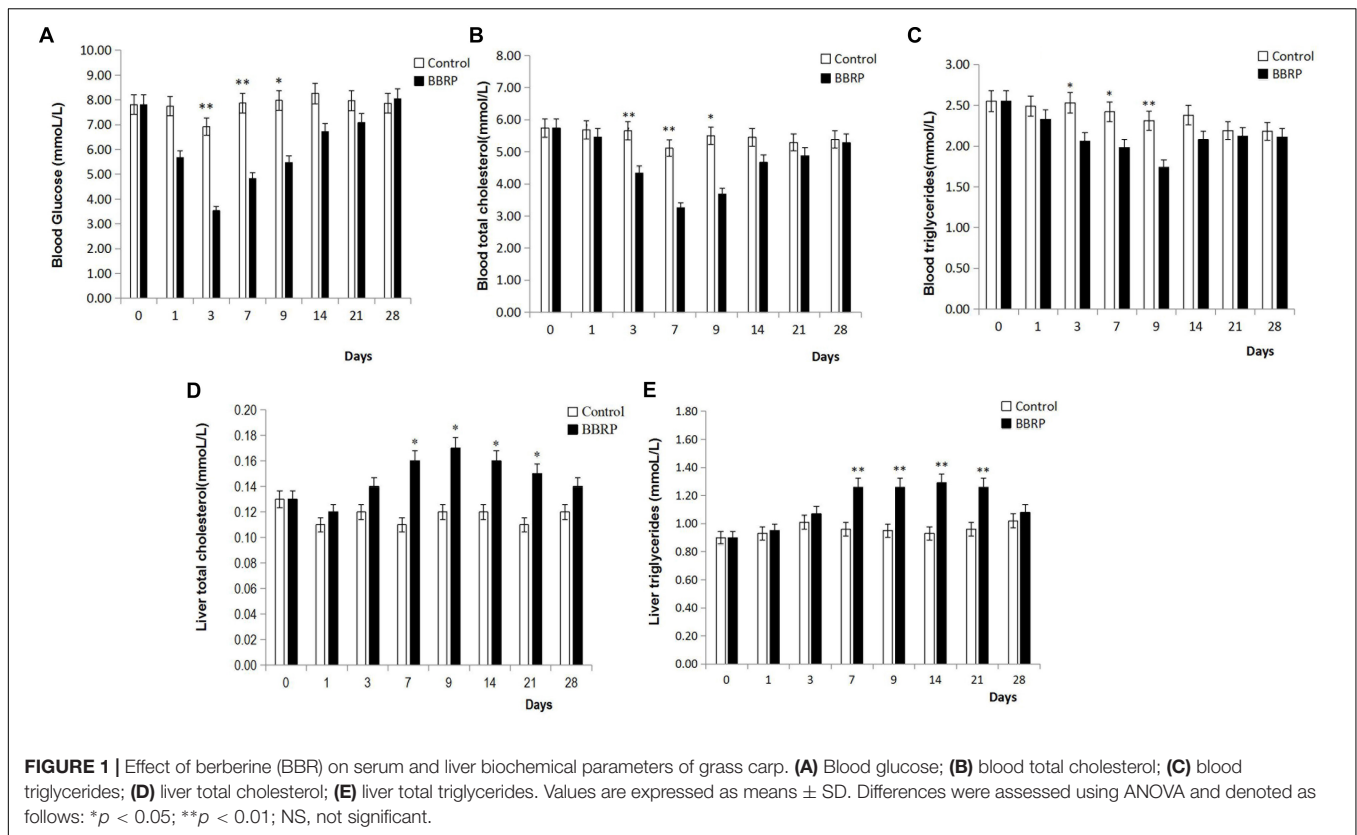 A
Blood Glucose (mmoL/L)
10.00
9.00
8.00
7.00
6.00
5.00
4.00
3.00
2.00
1.00
0.00
** ** *
Control
BBRP
0 1 3 7 9 14 21 28
Days
B
Blood total cholesterol(mmol/L)
8.00
7.00
6.00
5.00
4.00
3.00
2.00
1.00
0.00
** ** *
Control
BBRP
0 1 3 7 9 14 21 28
Days
C
Blood triglycerides(mmol/L)
3.00
2.50
2.00
1.50
1.00
0.50
0.00
* * **
Control
BBRP
0 1 3 7 9 14 21 28
Days
D
Liver total cholesterol(mmoL/L)
0.20
0.18
0.16
0.14
0.12
0.10
0.08
0.06
0.04
0.02
0.00
* * * *
Control
BBRP
0 1 3 7 9 14 21 28
Days
E
Liver triglycerides (mmoL/L)
1.80
1.60
1.40
1.20
1.00
0.80
0.60
0.40
0.20
0.00
** ** ** **
Control
BBRP
0 1 3 7 9 14 21 28
Days
FIGURE 1 | Effect of berberine (BBR) on serum and liver biochemical parameters of grass carp. (A) Blood glucose; (B) blood total cholesterol; (C) blood
triglycerides; (D) liver total cholesterol; (E) liver total triglycerides. Values are expressed as means ± SD. Differences were assessed using ANOVA and denoted as
follows: *p < 0.05; **p < 0.01; NS, not significant.